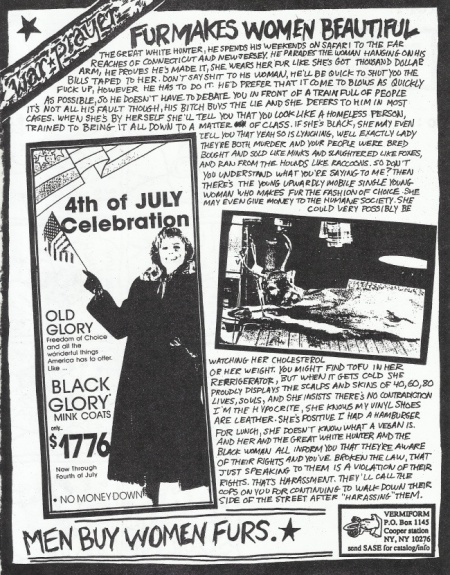 War Prayer
FUR MAKES WOMEN BEAUTIFUL
THE GREAT WHITE HUNTER, HE SPENDS HIS WEEKENDS ON SAFARI TO THE FAR
REACHES OF CONNECTICUT AND NEW JERSEY, HE PARADES THE WOMAN HANGING ON HIS
ARM, HE PROVES HE'S MADE IT, SHE WEARS HER FUR LIKE SHE'S GOT THOUSAND DOLLAR
BILLS TAPED TO HER. DON'T SAY SHIT TO HIS WOMAN, HE'LL BE QUICK TO SHUT YOU THE
FUCK UP, HOWEVER HE HAS TO DO IT. HE'D PREFER THAT IT COME TO BLOWS AS QUICKLY
AS POSSIBLE, SO HE DOESN'T HAVE TO DEBATE YOU IN FRONT OF A TRAIN FULL OF PEOPLE
IT'S NOT ALL HIS FAULT THOUGH, HIS BITCH BUYS THE LIE AND SHE DEFERS TO HIM IN MOST
CASES. WHEN SHE'S BY HERSELF SHE'LL TELL YOU THAT YOU LOOK LIKE A HOMELESS PERSON,
TRAINED TO BRING IT ALL DOWN TO A MATTER OF CLASS. IF SHE'S BLACK, SHE MAY EVEN
TELL YOU THAT YEAH SO IS LYNCHING, WELL EXACTLY LADY
THEY'RE BOTH MURDER, AND YOUR PEOPLE WERE BRED
BOUGHT AND SOLD LIKE MINKS AND SLAUGHTERED LIKE FOXES,
AND RAN FROM THE HOUNDS LIKE RACCOONS. SO DON'T
YOU UNDERSTAND WHAT YOU'RE SAYING TO ME? THEN
THERE'S THE YOUNG UPWARDLY MOBILE SINGLE YOUNG
WOMAN WHO MAKES FUR THE FASHION OF CHOICE. SHE
MAY EVEN GIVE MONEY TO THE HUMANE SOCIETY. SHE
COULD VERY POSSIBLY BE
WATCHING HER CHOLESTEROL
OR HER WEIGHT. YOU MIGHT FIND TOFU IN HER
REFRIGERATOR, BUT WHEN IT GETS COLD SHE
PROUDLY DISPLAYS THE SCALPS AND SKINS OF 40, 60, 80
LIVES, SOULS, AND SHE INSISTS THERE'S NO CONTRADICTION
I'M THE HYPOCRITE, SHE KNOWS MY VINYL SHOES
ARE LEATHER. SHE'S POSITIVE I HAD A HAMBURGER
FOR LUNCH, SHE DOESN'T KNOW WHAT A VEGAN IS.
AND HER AND THE GREAT WHITE HUNTER AND THE
BLACK WOMAN ALL INFORM YOU THAT THEY'RE AWARE
OF THEIR RIGHTS AND YOU'VE BROKEN THE LAW, THAT
JUST SPEAKING TO THEM IS A VIOLATION OF THEIR
RIGHTS. THAT'S HARASSMENT. THEY'LL CALL THE
COPS ON YOU FOR CONTINUING TO WALK DOWN THEIR
SIDE OF THE STREET AFTER "HARASSING" THEM.
4th of JULY
Celebration
OLD
GLORY
Freedom of Choice
and all the
wonderful things
America has to offer.
Like ...
BLACK
GLORY
MINK COATS
only...
$1776
Now Through
Fourth of July
• NO MONEY DOWN
MEN BUY WOMEN FURS.
VERMIFORM
P.O. Box 1145
Cooper station
NY, NY 10276
send SASE for catalog/info